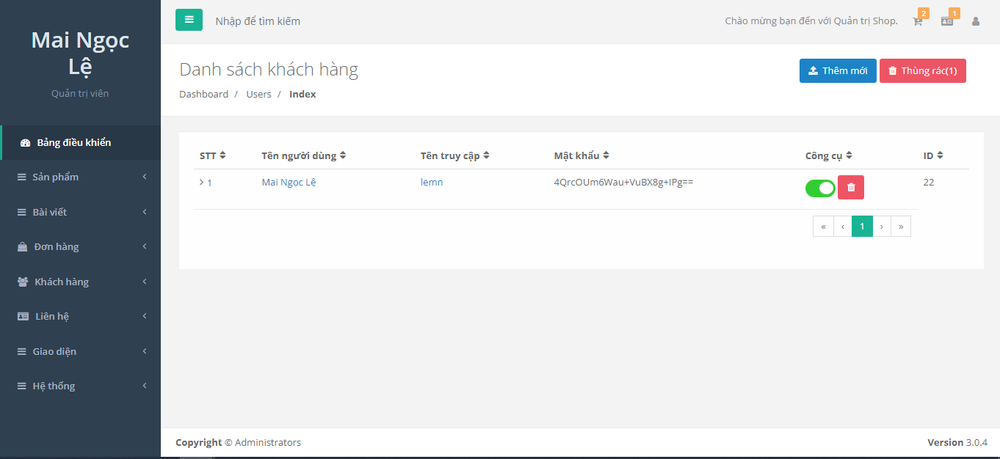 Mai Ngọc
Lệ
Quản trị viên
Bảng điều khiển
Sản phẩm
Bài viết
Đơn hàng
Khách hàng
Liên hệ
Giao diện
Hệ thống
Nhập để tìm kiếm
Chào mừng bạn đến với Quản trị Shop.
2
1
Danh sách khách hàng
Thêm mới
Thùng rác(1)
Dashboard / Users / Index
STT Tên người dùng Tên truy cập Mật khẩu Công cụ ID
1 Mai Ngọc Lệ lemn 4QrcOUm6Wau+VuBX8g+IPg== 22
« ‹ 1 › »
Copyright © Administrators
Version 3.0.4